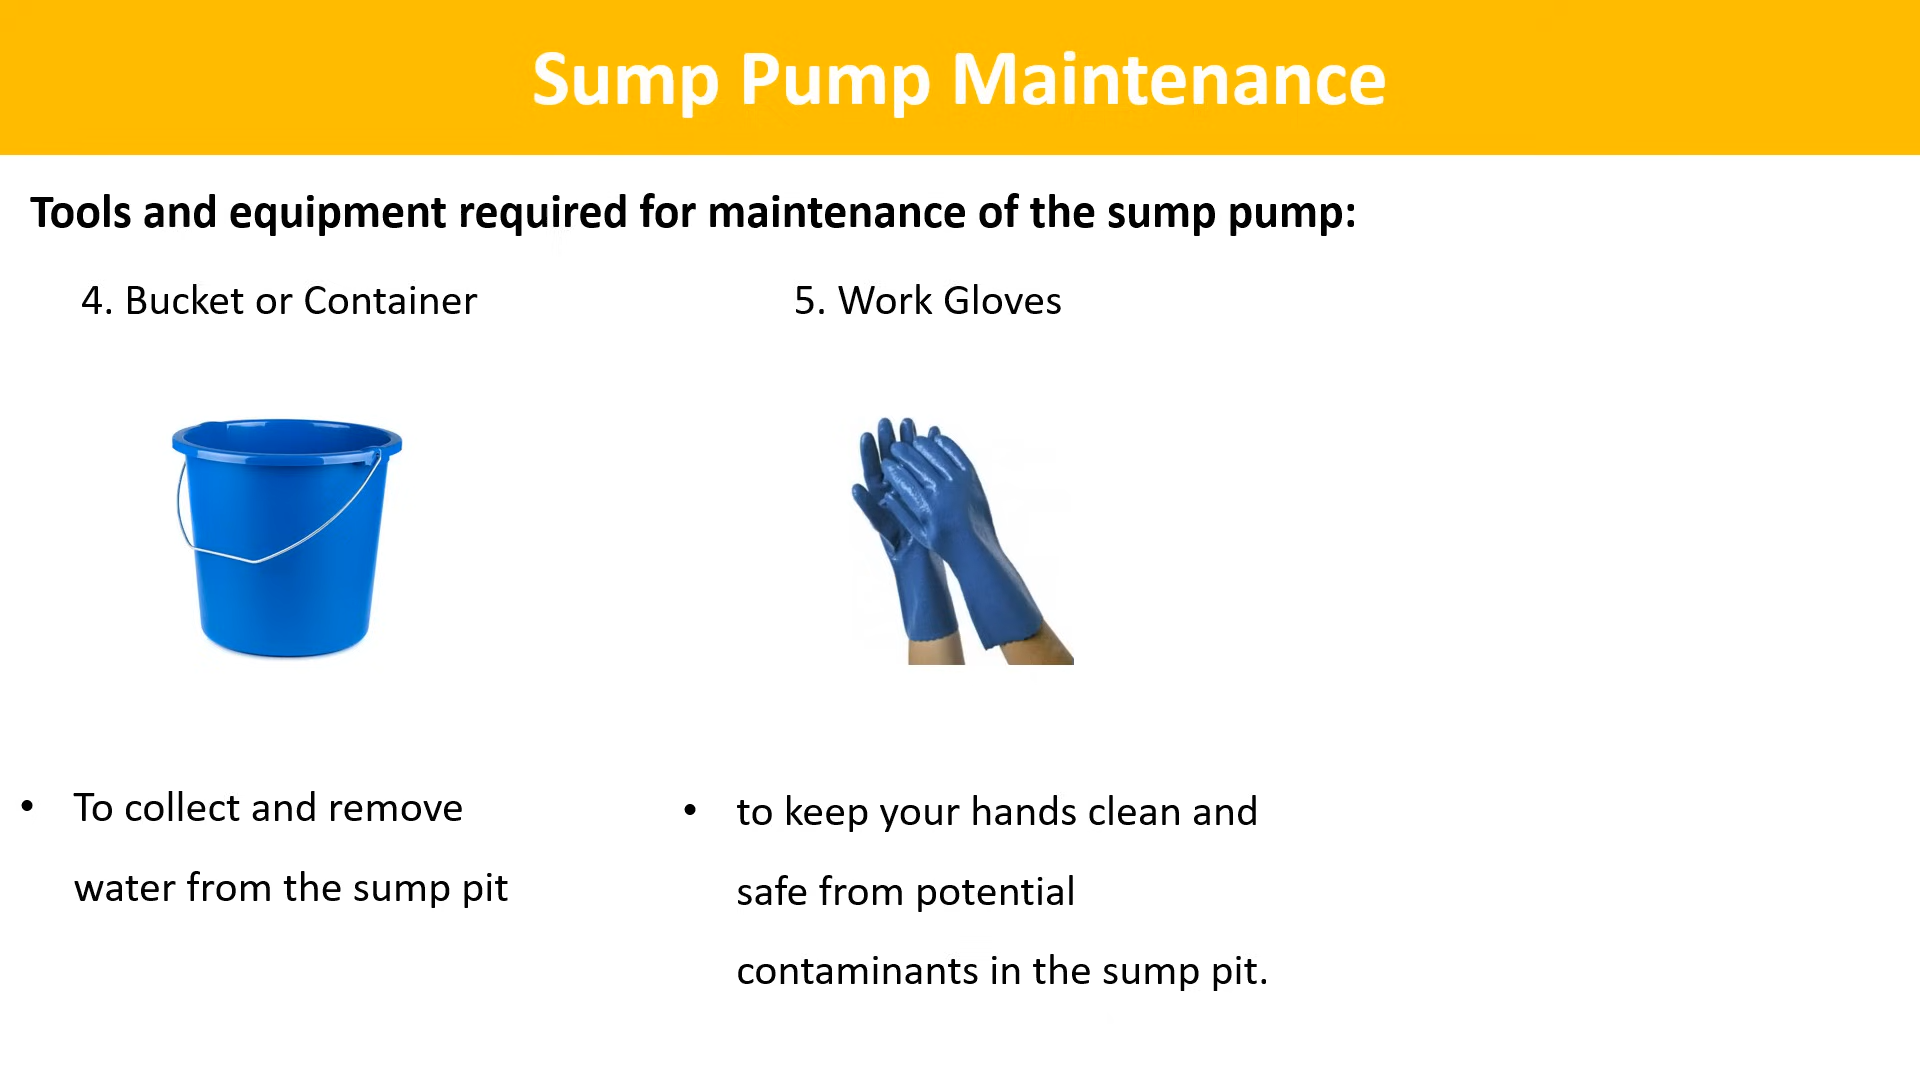 Sump Pump Maintenance
Tools and equipment required for maintenance of the sump pump:
4. Bucket or Container
5. Work Gloves
• To collect and remove
water from the sump pit
• to keep your hands clean and
safe from potential
contaminants in the sump pit.